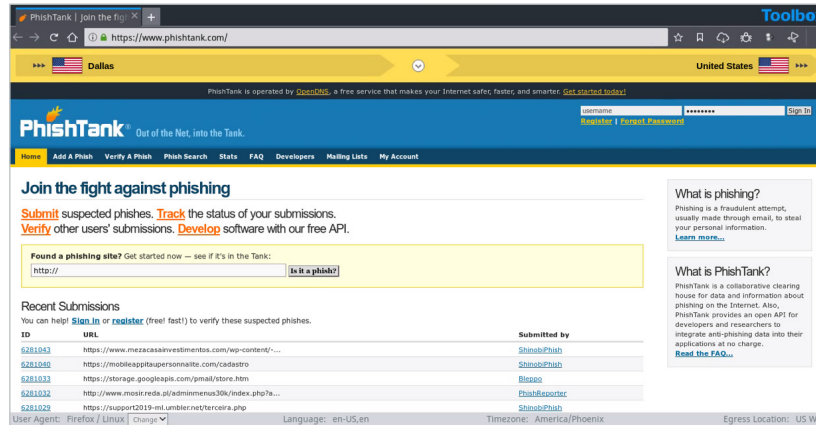 PhishTank | Join the fig
Toolbo
https://www.phishtank.com/
Dallas
United States
PhishTank is operated by OpenDNS, a free service that makes your Internet safer, faster, and smarter. Get started today!
username
Sign In
Register | Forgot Password
PhishTank® Out of the Net, into the Tank.
Home Add A Phish Verify A Phish Phish Search Stats FAQ Developers Mailing Lists My Account
Join the fight against phishing
Submit suspected phishes. Track the status of your submissions.
Verify other users' submissions. Develop software with our free API.
Found a phishing site? Get started now — see if it's in the Tank:
http://
Is it a phish?
Recent Submissions
You can help! Sign in or register (free! fast!) to verify these suspected phishes.
ID URL Submitted by
6281043 https://www.mezacasainvestimentos.com/wp-content/-... ShinobiPhish
6281040 https://mobileappitaupersonnalite.com/cadastro ShinobiPhish
6281033 https://storage.googleapis.com/pmail/store.htm Bleppo
6281032 http://www.mosir.reda.pl/adminmenus30k/index.php?a... PhishReporter
6281029 https://support2019-ml.umbler.net/terceira.php ShinobiPhish
What is phishing?
Phishing is a fraudulent attempt,
usually made through email, to steal
your personal information.
Learn more...
What is PhishTank?
PhishTank is a collaborative clearing
house for data and information about
phishing on the Internet. Also,
PhishTank provides an open API for
developers and researchers to
integrate anti-phishing data into their
applications at no charge.
Read the FAQ...
User Agent: Firefox / Linux Change Language: en-US,en Timezone: America/Phoenix Egress Location: US W